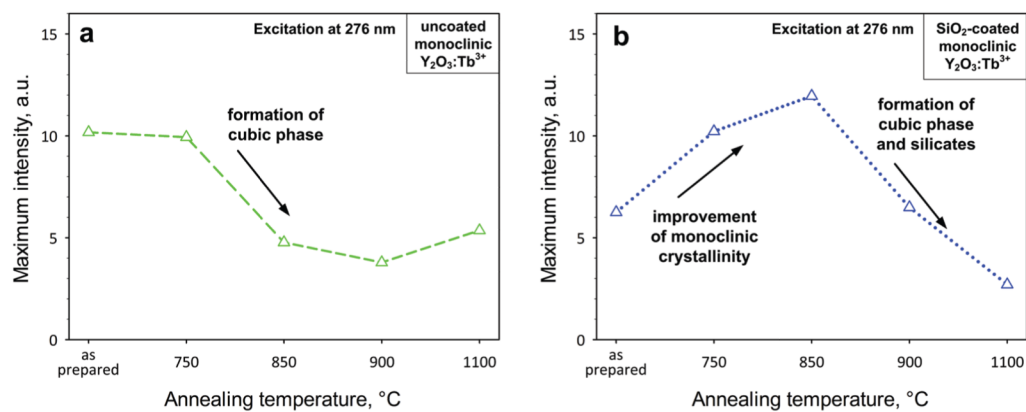 a
Excitation at 276 nm
uncoated
monoclinic
Y₂O₃:Tb³⁺
Maximum intensity, a.u.
15
10
5
0
formation of
cubic phase
as
prepared
750
850
900
1100
Annealing temperature, °C
b
Excitation at 276 nm
SiO₂-coated
monoclinic
Y₂O₃:Tb³⁺
Maximum intensity, a.u.
15
10
5
0
formation of
cubic phase
and silicates
improvement
of monoclinic
crystallinity
as
prepared
750
850
900
1100
Annealing temperature, °C